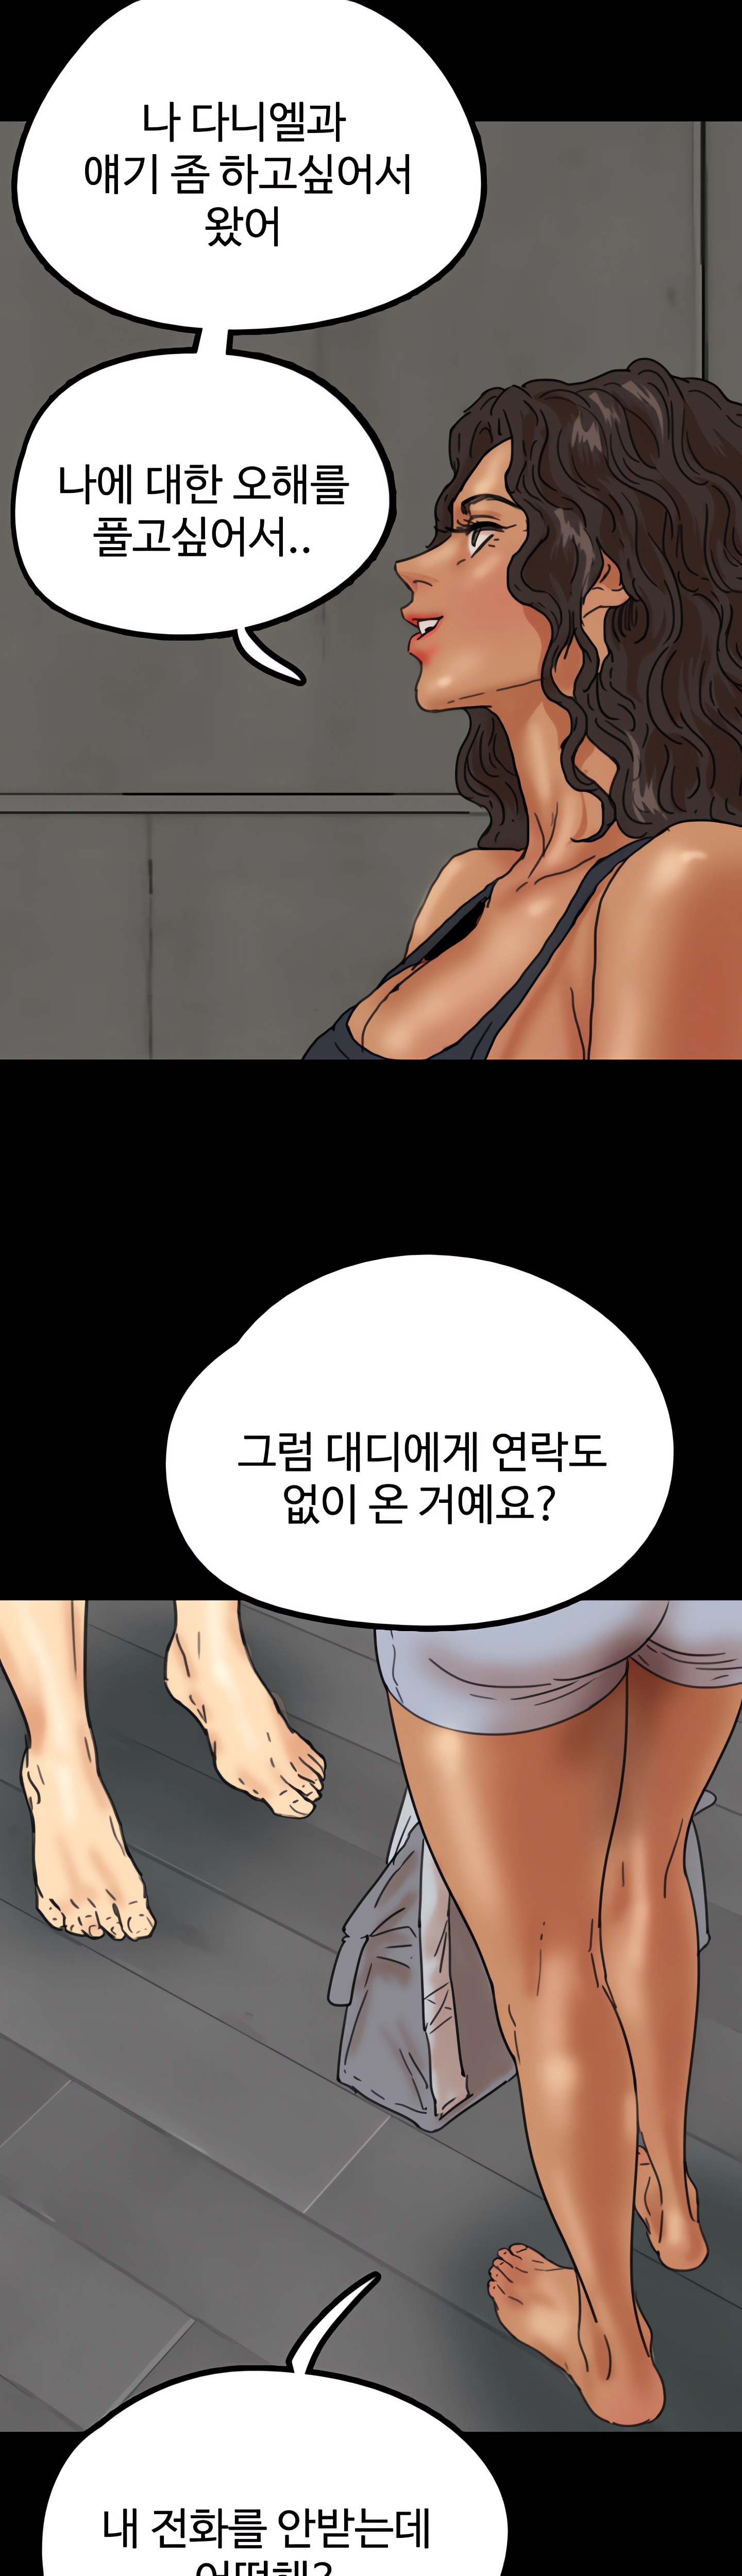 나 다니엘과
얘기 좀 하고싶어서
왔어
나에 대한 오해를
풀고싶어서..
그럼 대디에게 연락도
없이 온 거예요?
내 전화를 안받는데